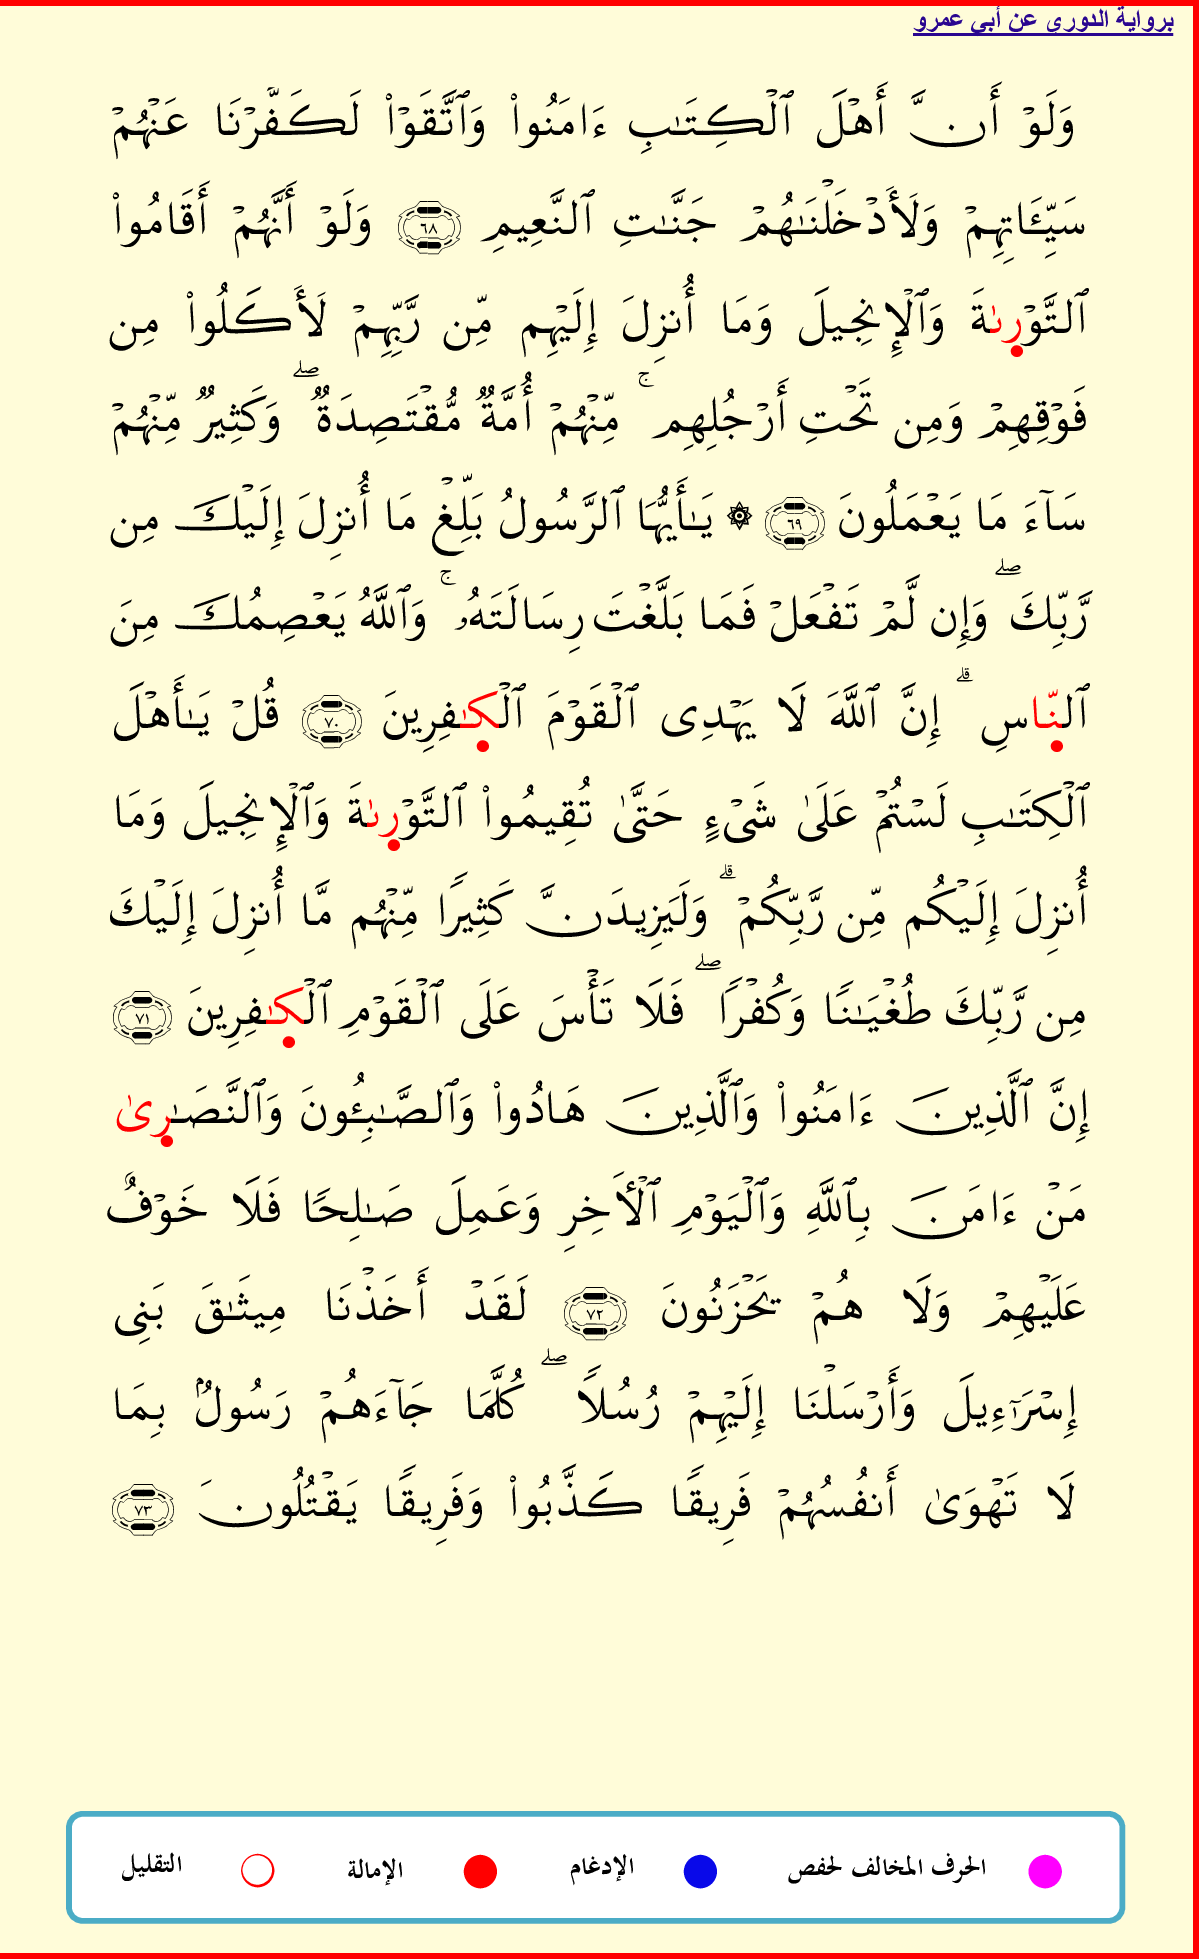 برواية الدوري عن أبي عمرو
وَلَوۡ أَنَّ أَهۡلَ ٱلۡكِتَٰبِ ءَامَنُواْ وَٱتَّقَوۡاْ لَكَفَّرۡنَا عَنۡهُمۡ
سَيِّـَٔاتِهِمۡ وَلَأَدۡخَلۡنَٰهُمۡ جَنَّٰتِ ٱلنَّعِيمِ ٦٨ وَلَوۡ أَنَّهُمۡ أَقَامُواْ
ٱلتَّوۡرىٰةَ وَٱلۡإِنجِيلَ وَمَا أُنزِلَ إِلَيۡهِم مِّن رَّبِّهِمۡ لَأَكَلُواْ مِن
فَوۡقِهِمۡ وَمِن تَحۡتِ أَرۡجُلِهِم ۚ مِّنۡهُمۡ أُمَّةٞ مُّقۡتَصِدَةٞ ۖ وَكَثِيرٞ مِّنۡهُمۡ
سَآءَ مَا يَعۡمَلُونَ ٦٩ ۞ يَٰأَيُّهَا ٱلرَّسُولُ بَلِّغۡ مَا أُنزِلَ إِلَيۡكَ مِن
رَّبِّكَ ۖ وَإِن لَّمۡ تَفۡعَلۡ فَمَا بَلَّغۡتَ رِسَالَتَهُۥ ۚ وَٱللَّهُ يَعۡصِمُكَ مِنَ
ٱلنّاسِ ۗ إِنَّ ٱللَّهَ لَا يَهۡدِى ٱلۡقَوۡمَ ٱلۡكٰفِرِينَ ٧٠ قُلۡ يَٰأَهۡلَ
ٱلۡكِتَٰبِ لَسۡتُمۡ عَلَىٰ شَىۡءٍ حَتَّىٰ تُقِيمُواْ ٱلتَّوۡرىٰةَ وَٱلۡإِنجِيلَ وَمَا
أُنزِلَ إِلَيۡكُم مِّن رَّبِّكُمۡ ۗ وَلَيَزِيدَنَّ كَثِيرٗا مِّنۡهُم مَّا أُنزِلَ إِلَيۡكَ
مِن رَّبِّكَ طُغۡيَٰنٗا وَكُفۡرٗا ۖ فَلَا تَأۡسَ عَلَى ٱلۡقَوۡمِ ٱلۡكٰفِرِينَ ٧١
إِنَّ ٱلَّذِينَ ءَامَنُواْ وَٱلَّذِينَ هَادُواْ وَٱلصَّٰبِـُٔونَ وَٱلنَّصَٰرىٰ
مَنۡ ءَامَنَ بِٱللَّهِ وَٱلۡيَوۡمِ ٱلۡأَخِرِ وَعَمِلَ صَٰلِحٗا فَلَا خَوۡفٌ
عَلَيۡهِمۡ وَلَا هُمۡ يَحۡزَنُونَ ٧٢ لَقَدۡ أَخَذۡنَا مِيثَٰقَ بَنِى
إِسۡرَٰٓءِيلَ وَأَرۡسَلۡنَا إِلَيۡهِمۡ رُسُلٗا ۖ كُلَّمَا جَآءَهُمۡ رَسُولُۢ بِمَا
لَا تَهۡوَىٰ أَنفُسُهُمۡ فَرِيقٗا كَذَّبُواْ وَفَرِيقٗا يَقۡتُلُونَ ٧٣
الحرف المخالف لحفص الإدغام الإمالة التقليل